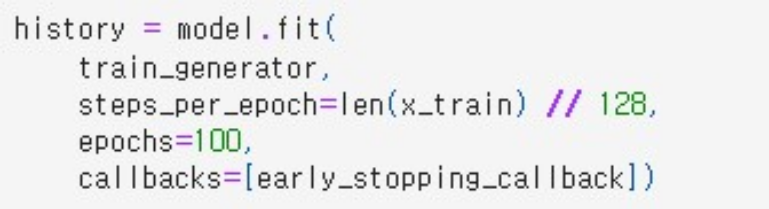 history = model.fit(
    train_generator,
    steps_per_epoch=len(x_train) // 128,
    epochs=100,
    callbacks=[early_stopping_callback])